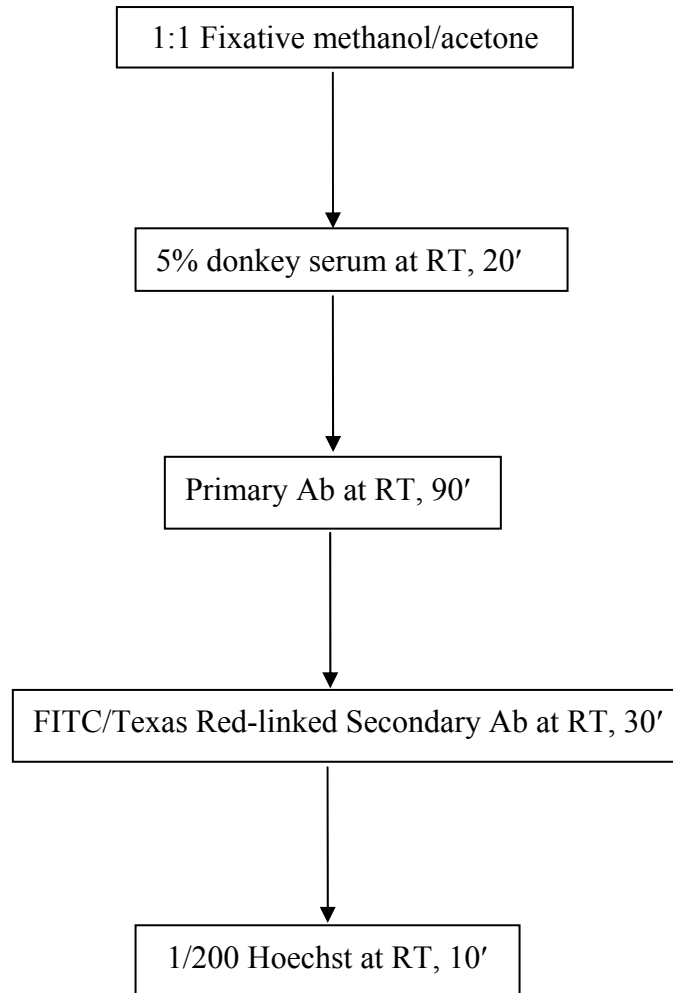 1:1 Fixative methanol/acetone
5% donkey serum at RT, 20′
Primary Ab at RT, 90′
FITC/Texas Red-linked Secondary Ab at RT, 30′
1/200 Hoechst at RT, 10′